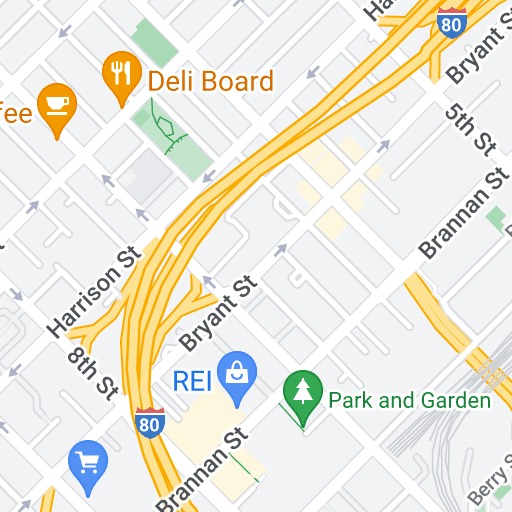 Ha
80
Bryant S
Deli Board
fee
5th St
Brannan St
Harrison St
Bryant St
8th St
REI
Park and Garden
80
Brannan St
Berry S